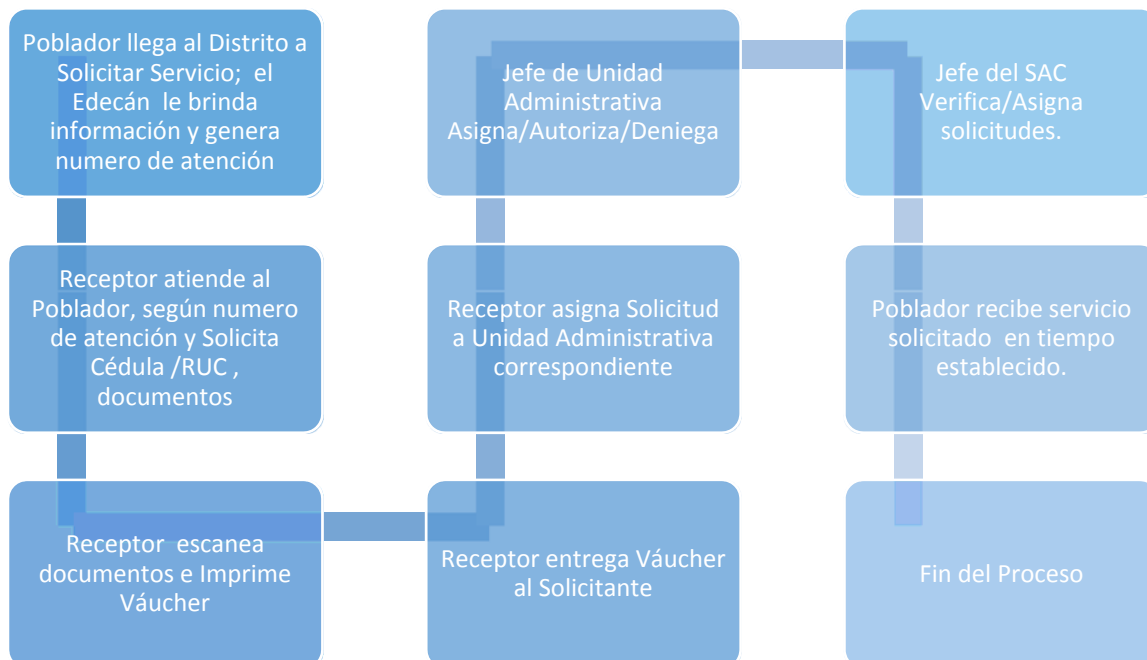 Poblador llega al Distrito a
Solicitar Servicio; el
Edecán le brinda
información y genera
numero de atención
Receptor atiende al
Poblador, según numero
de atención y Solicita
Cédula /RUC ,
documentos
Receptor escanea
documentos e Imprime
Váucher
Receptor entrega Váucher
al Solicitante
Receptor asigna Solicitud
a Unidad Administrativa
correspondiente
Jefe de Unidad
Administrativa
Asigna/Autoriza/Deniega
Jefe del SAC
Verifica/Asigna
solicitudes.
Poblador recibe servicio
solicitado en tiempo
establecido.
Fin del Proceso